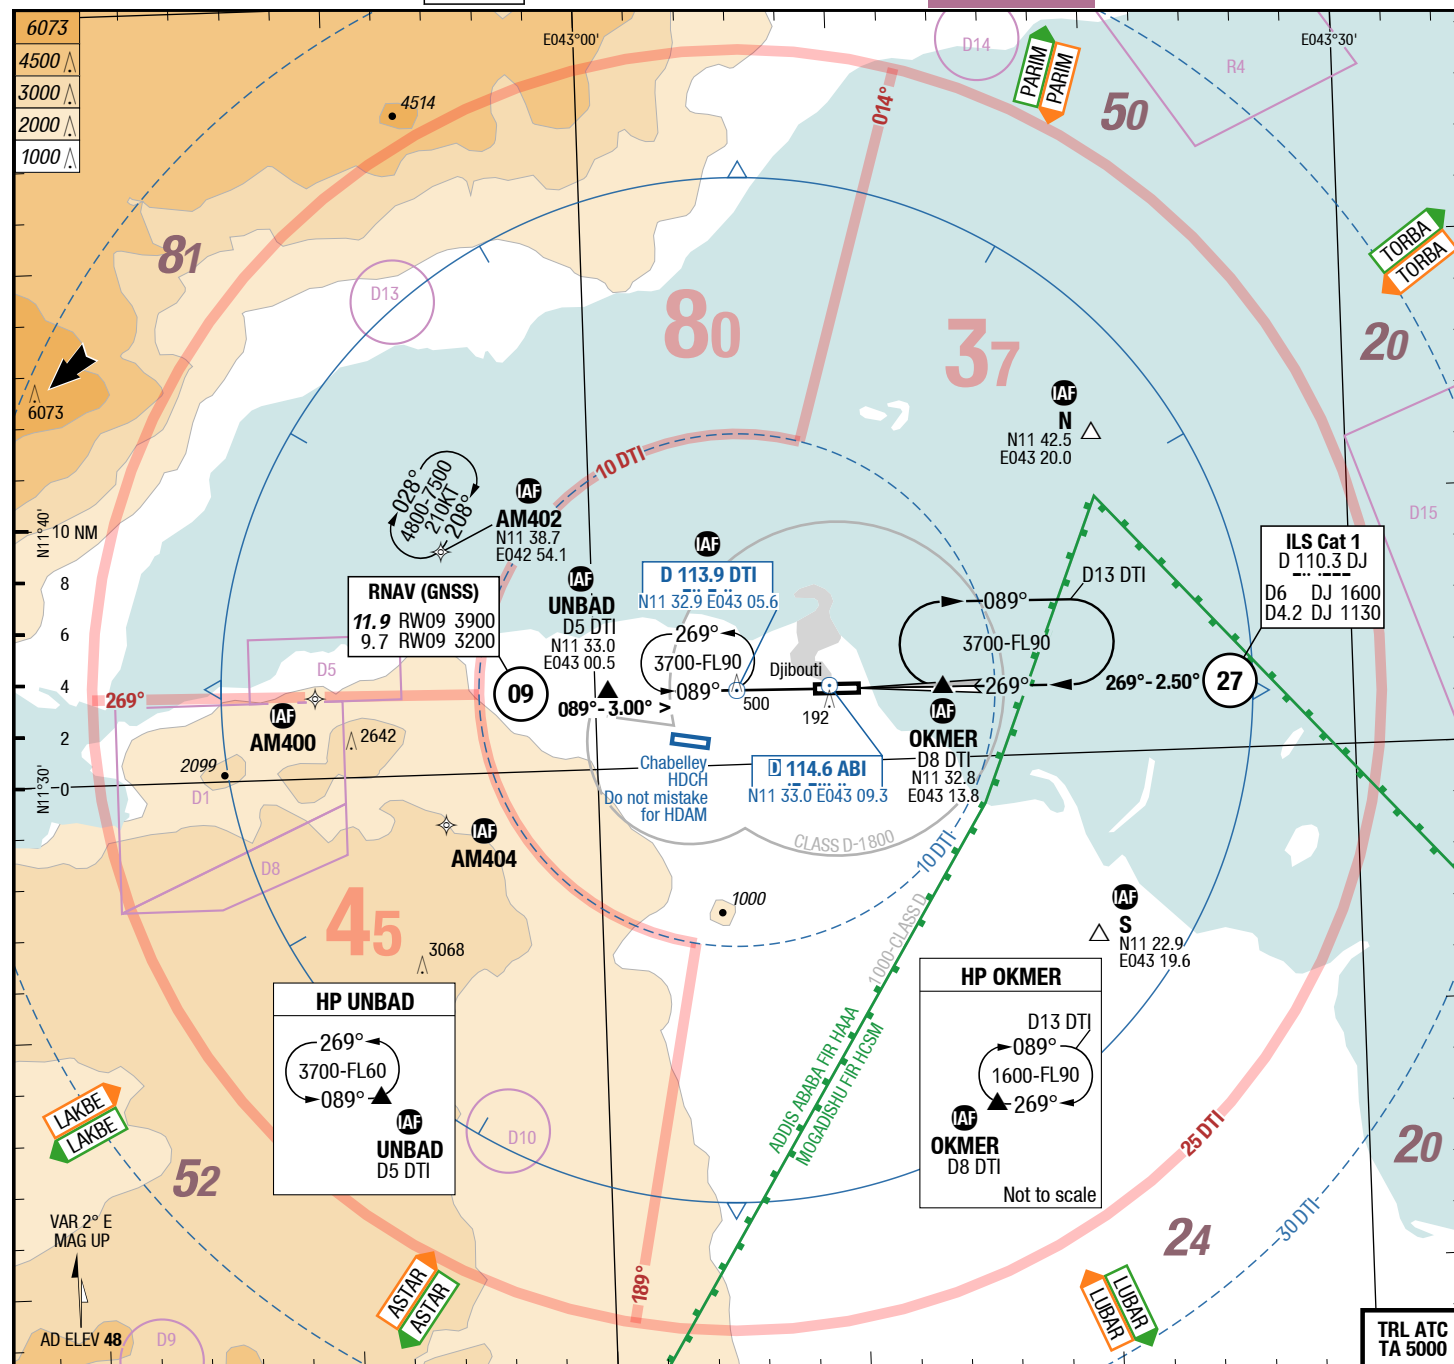 6073
4500
3000
2000
1000
E043°00'
E043°30'
4514
014°
D14
PARIM
PARIM
R4
50
81
TORBA
TORBA
D13
80
37
20
6073
IAF
N
N11 42.5
E043 20.0
10 DTI
028°
4800-7500
210KT
208°
IAF
AM402
N11 38.7
E042 54.1
D15
N11°40'
10 NM
8
6
4
2
0
N11°30'
ILS Cat 1
D 110.3 DJ
D6 DJ 1600
D4.2 DJ 1130
RNAV (GNSS)
11.9 RW09 3900
9.7 RW09 3200
IAF
UNBAD
D5 DTI
N11 33.0
E043 00.5
IAF
D 113.9 DTI
N11 32.9 E043 05.6
269°
3700-FL90
089°
D13 DTI
089°
3700-FL90
269°
269°- 2.50°
27
D5
269°
09
089°- 3.00° >
500
Djibouti
192
IAF
AM400
2642
2099
D1
Chabelley
HDCH
Do not mistake
for HDAM
D 114.6 ABI
N11 33.0 E043 09.3
IAF
OKMER
D8 DTI
N11 32.8
E043 13.8
IAF
AM404
D8
CLASS D-1800
10 DTI
45
1000
1000-CLASS D
IAF
S
N11 22.9
E043 19.6
3068
HP UNBAD
269°
3700-FL60
089°
IAF
UNBAD
D5 DTI
HP OKMER
D13 DTI
089°
1600-FL90
269°
IAF
OKMER
D8 DTI
Not to scale
ADDIS ABABA FIR HAAA
MOGADISHU FIR HCSM
LAKBE
LAKBE
D10
25 DTI
20
52
30 DTI
24
VAR 2° E
MAG UP
ASTAR
ASTAR
189°
LUBAR
LUBAR
AD ELEV 48
D9
TRL ATC
TA 5000